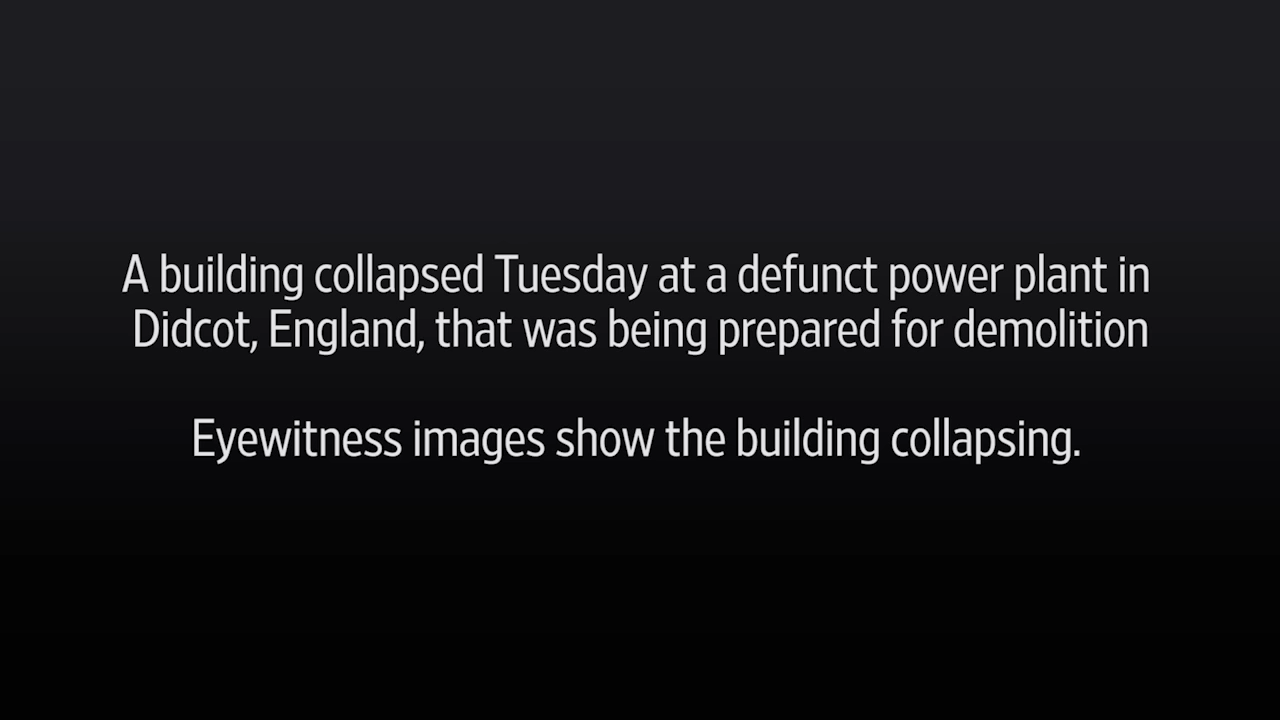 A building collapsed Tuesday at a defunct power plant in
Didcot, England, that was being prepared for demolition
Eyewitness images show the building collapsing.